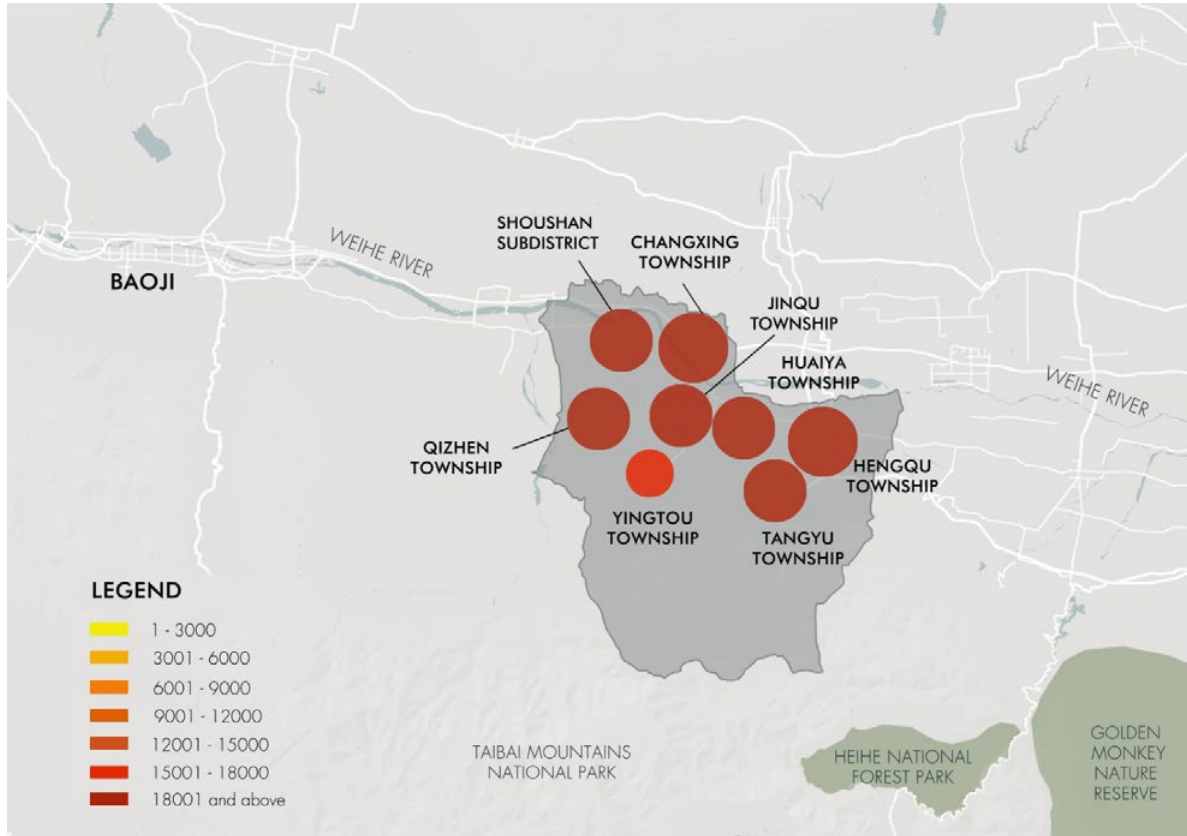 SHOUSHAN
SUBDISTRICT
CHANGXING
TOWNSHIP
WEIHE RIVER
BAOJI
JINQU
TOWNSHIP
HUAIYA
TOWNSHIP
WEIHE RIVER
QIZHEN
TOWNSHIP
HENGQU
TOWNSHIP
YINGTOU
TOWNSHIP
TANGYU
TOWNSHIP
LEGEND
1 - 3000
3001 - 6000
6001 - 9000
9001 - 12000
12001 - 15000
15001 - 18000
18001 and above
TAIBAI MOUNTAINS
NATIONAL PARK
HEIHE NATIONAL
FOREST PARK
GOLDEN
MONKEY
NATURE
RESERVE